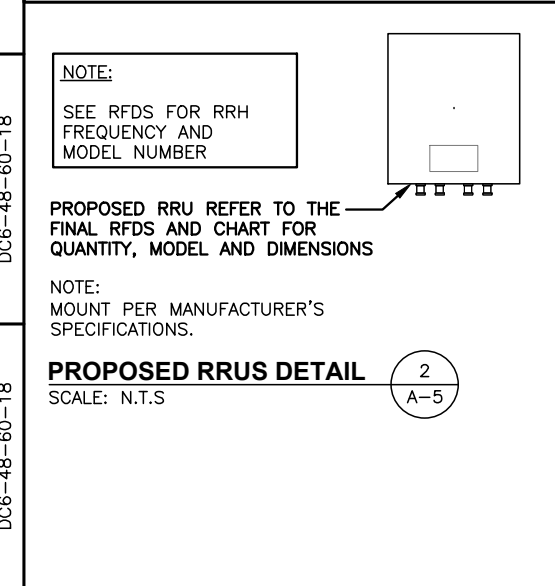 DC6-48-60-18
DC6-48-60-18
NOTE:
SEE RFDS FOR RRH
FREQUENCY AND
MODEL NUMBER
PROPOSED RRU REFER TO THE
FINAL RFDS AND CHART FOR
QUANTITY, MODEL AND DIMENSIONS
NOTE:
MOUNT PER MANUFACTURER'S
SPECIFICATIONS.
PROPOSED RRUS DETAIL
SCALE: N.T.S
2
A-5